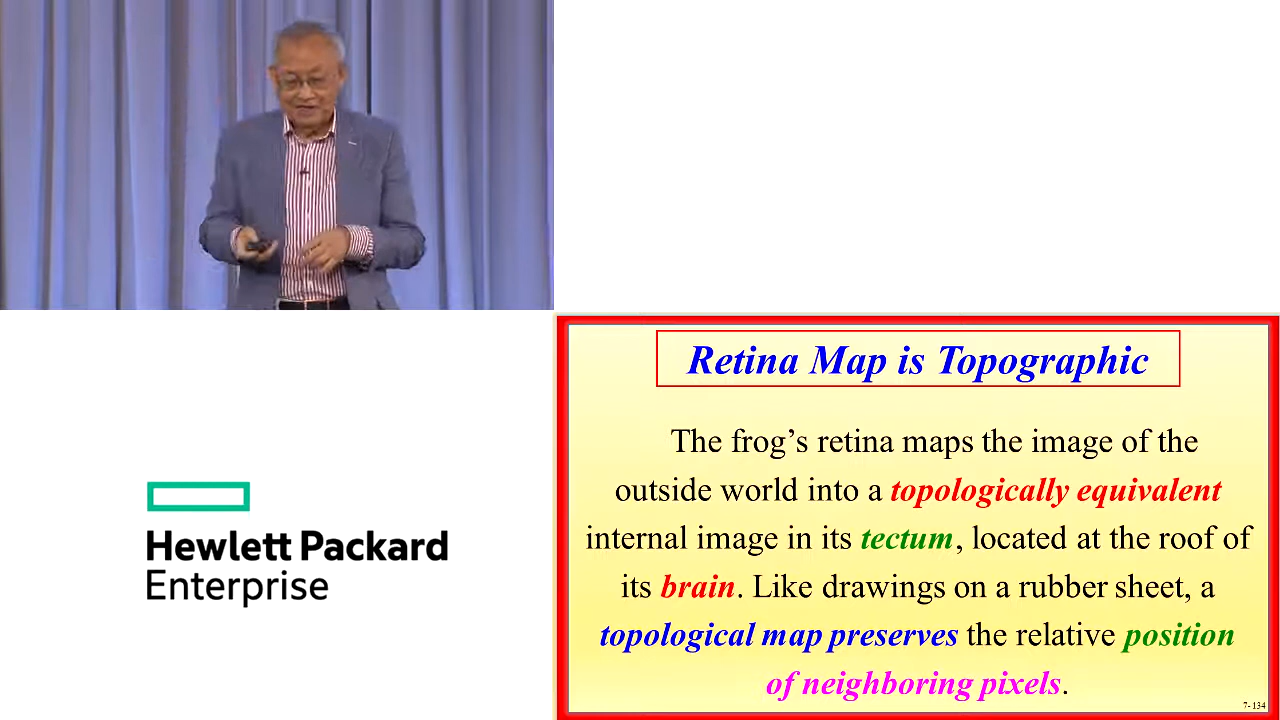 Retina Map is Topographic
The frog's retina maps the image of the
outside world into a topologically equivalent
internal image in its tectum, located at the roof of
its brain. Like drawings on a rubber sheet, a
topological map preserves the relative position
of neighboring pixels.
7- 134
Hewlett Packard
Enterprise